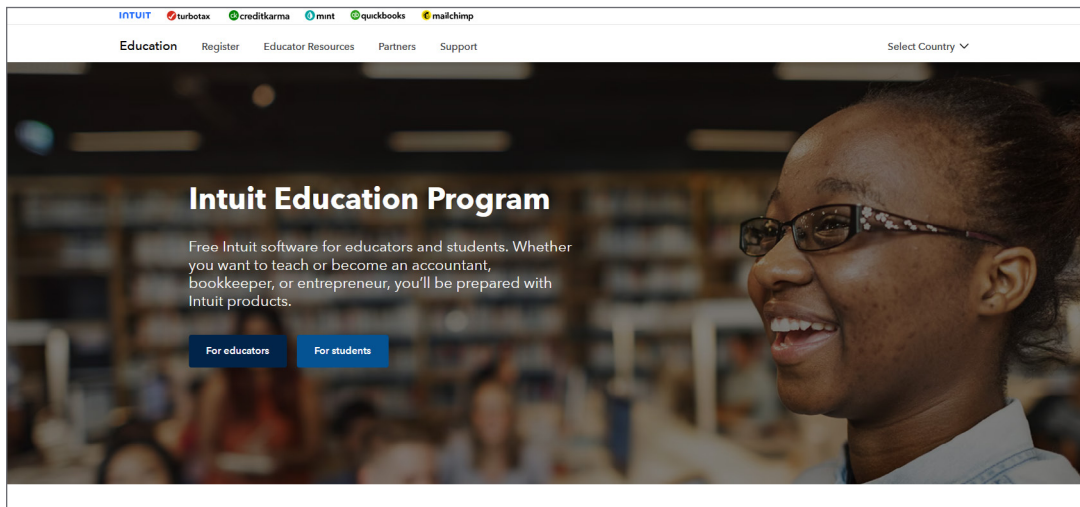 INTUIT turbotax creditkarma mint quickbooks mailchimp
Education Register Educator Resources Partners Support Select Country
Intuit Education Program
Free Intuit software for educators and students. Whether
you want to teach or become an accountant,
bookkeeper, or entrepreneur, you'll be prepared with
Intuit products.
For educators For students